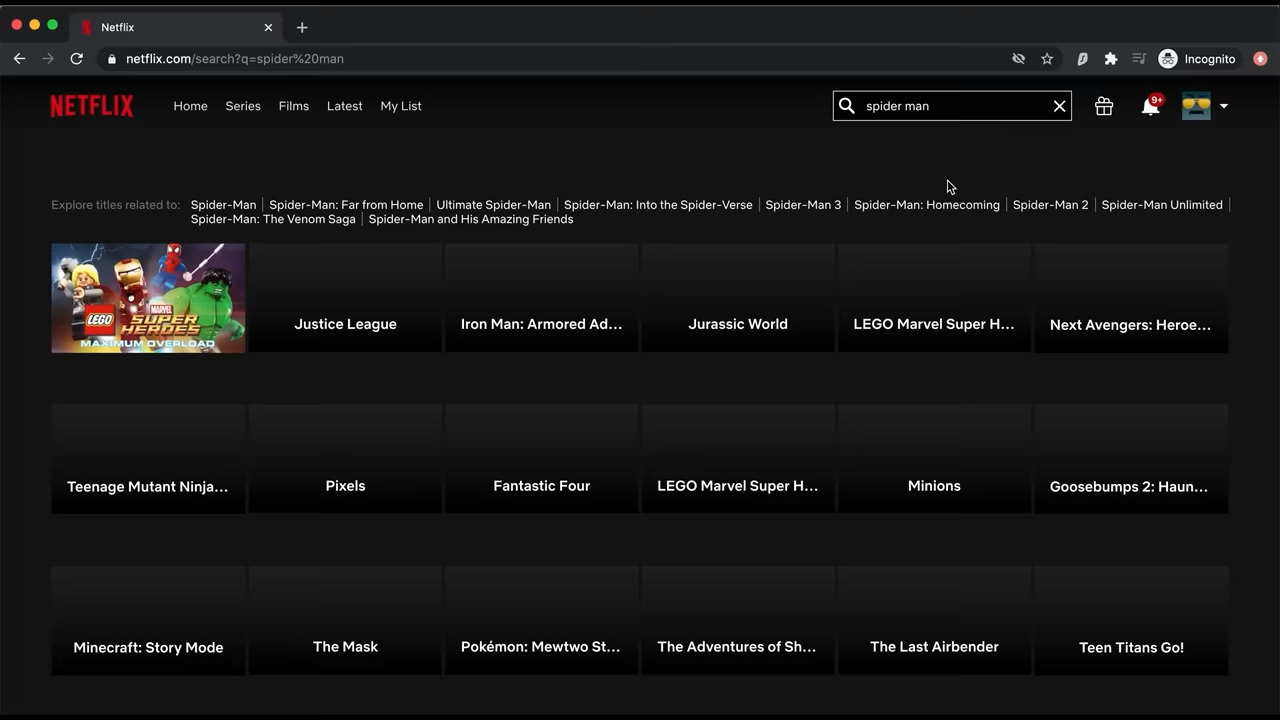 Netflix
netflix.com/search?q=spider%20man
Incognito
NETFLIX Home Series Films Latest My List
spider man
9+
Explore titles related to: Spider-Man | Spider-Man: Far from Home | Ultimate Spider-Man | Spider-Man: Into the Spider-Verse | Spider-Man 3 | Spider-Man: Homecoming | Spider-Man 2 | Spider-Man Unlimited |
Spider-Man: The Venom Saga | Spider-Man and His Amazing Friends
LEGO MARVEL SUPER HEROES
MAXIMUM OVERLOAD
Justice League
Iron Man: Armored Ad...
Jurassic World
LEGO Marvel Super H...
Next Avengers: Heroe...
Teenage Mutant Ninja...
Pixels
Fantastic Four
LEGO Marvel Super H...
Minions
Goosebumps 2: Haun...
Minecraft: Story Mode
The Mask
Pokémon: Mewtwo St...
The Adventures of Sh...
The Last Airbender
Teen Titans Go!